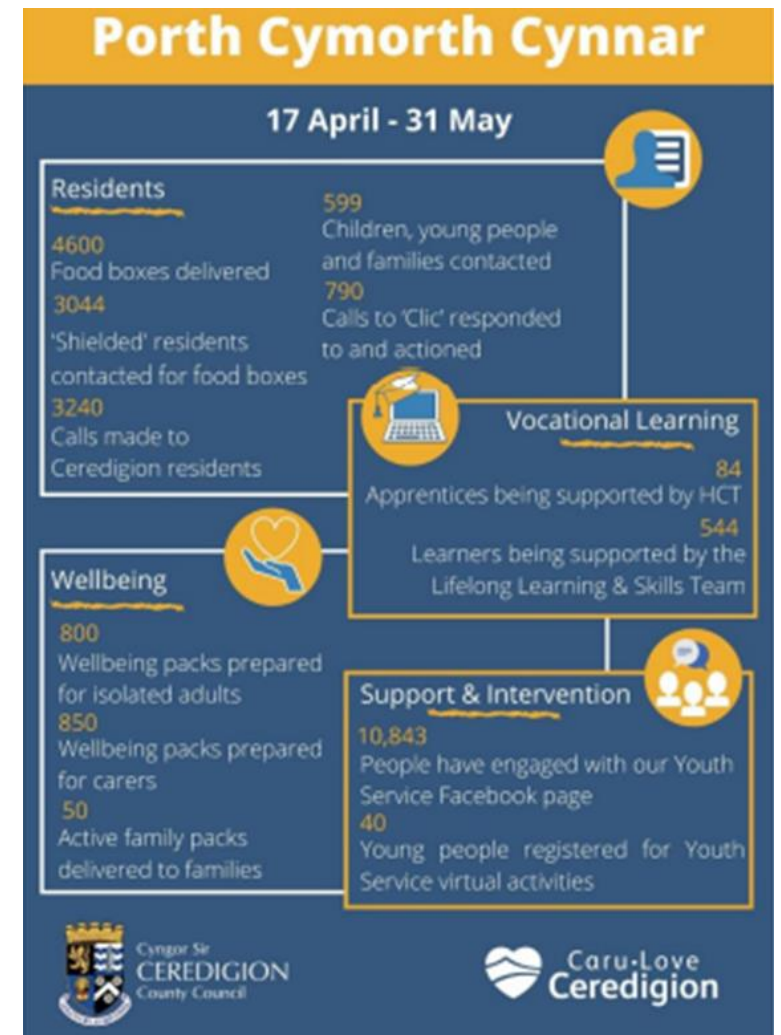 Porth Cymorth Cynnar
17 April - 31 May
Residents
4600
Food boxes delivered
3044
'Shielded' residents
contacted for food boxes
3240
Calls made to
Ceredigion residents
599
Children, young people
and families contacted
790
Calls to 'Clic' responded
to and actioned
Vocational Learning
84
Apprentices being supported by HCT
544
Learners being supported by the
Lifelong Learning & Skills Team
Wellbeing
800
Wellbeing packs prepared
for isolated adults
850
Wellbeing packs prepared
for carers
50
Active family packs
delivered to families
Support & Intervention
10,843
People have engaged with our Youth
Service Facebook page
40
Young people registered for Youth
Service virtual activities
Cyngor Sir
CEREDIGION
County Council
Caru-Love
Ceredigion